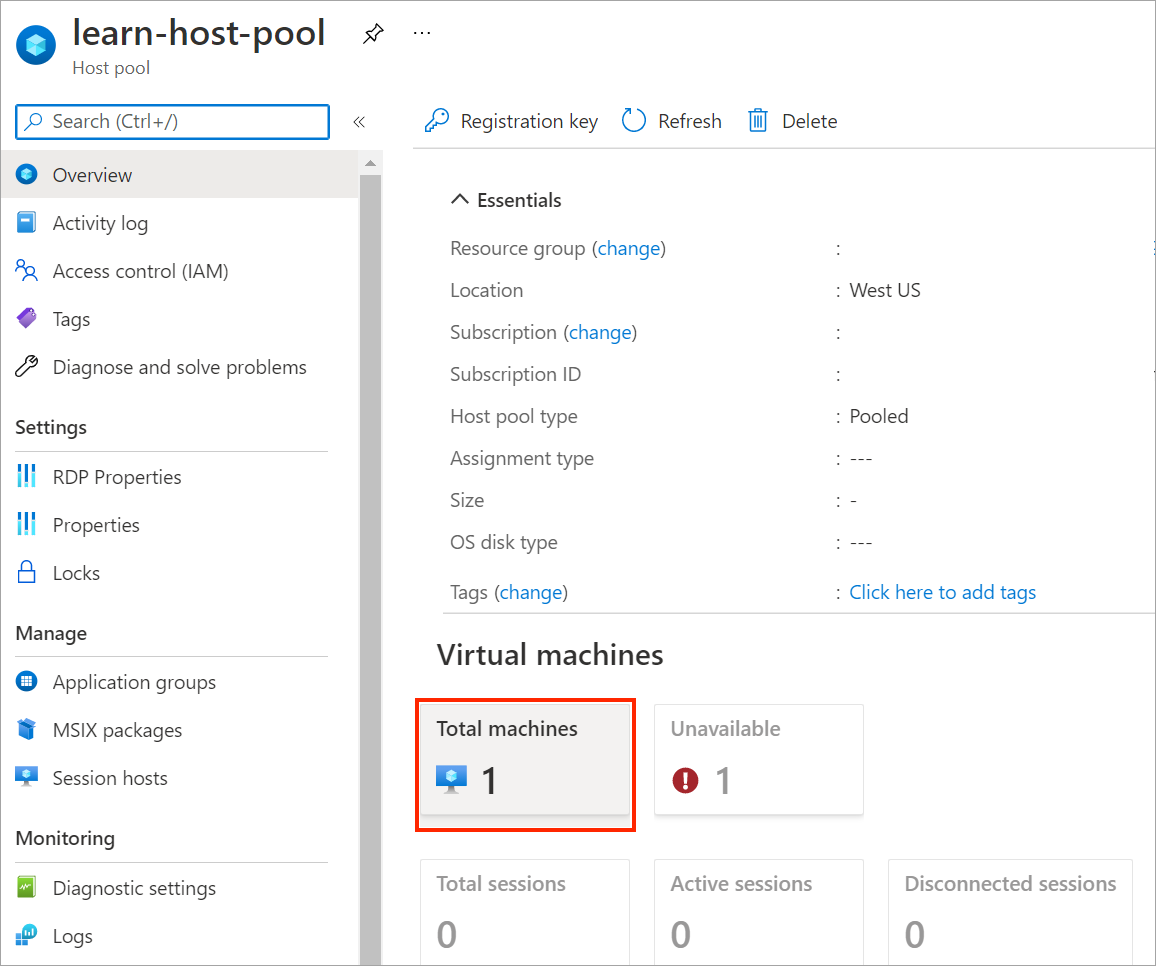 learn-host-pool
...
Host pool
Search (Ctrl+/)
«
Overview
Activity log
Access control (IAM)
Tags
Diagnose and solve problems
Settings
RDP Properties
Properties
Locks
Manage
Application groups
MSIX packages
Session hosts
Monitoring
Diagnostic settings
Logs
Registration key
Refresh
Delete
Essentials
Resource group (change) :
Location : West US
Subscription (change) :
Subscription ID :
Host pool type : Pooled
Assignment type : ---
Size : -
OS disk type : ---
Tags (change) : Click here to add tags
Virtual machines
Total machines
1
Unavailable
1
Total sessions
0
Active sessions
0
Disconnected sessions
0